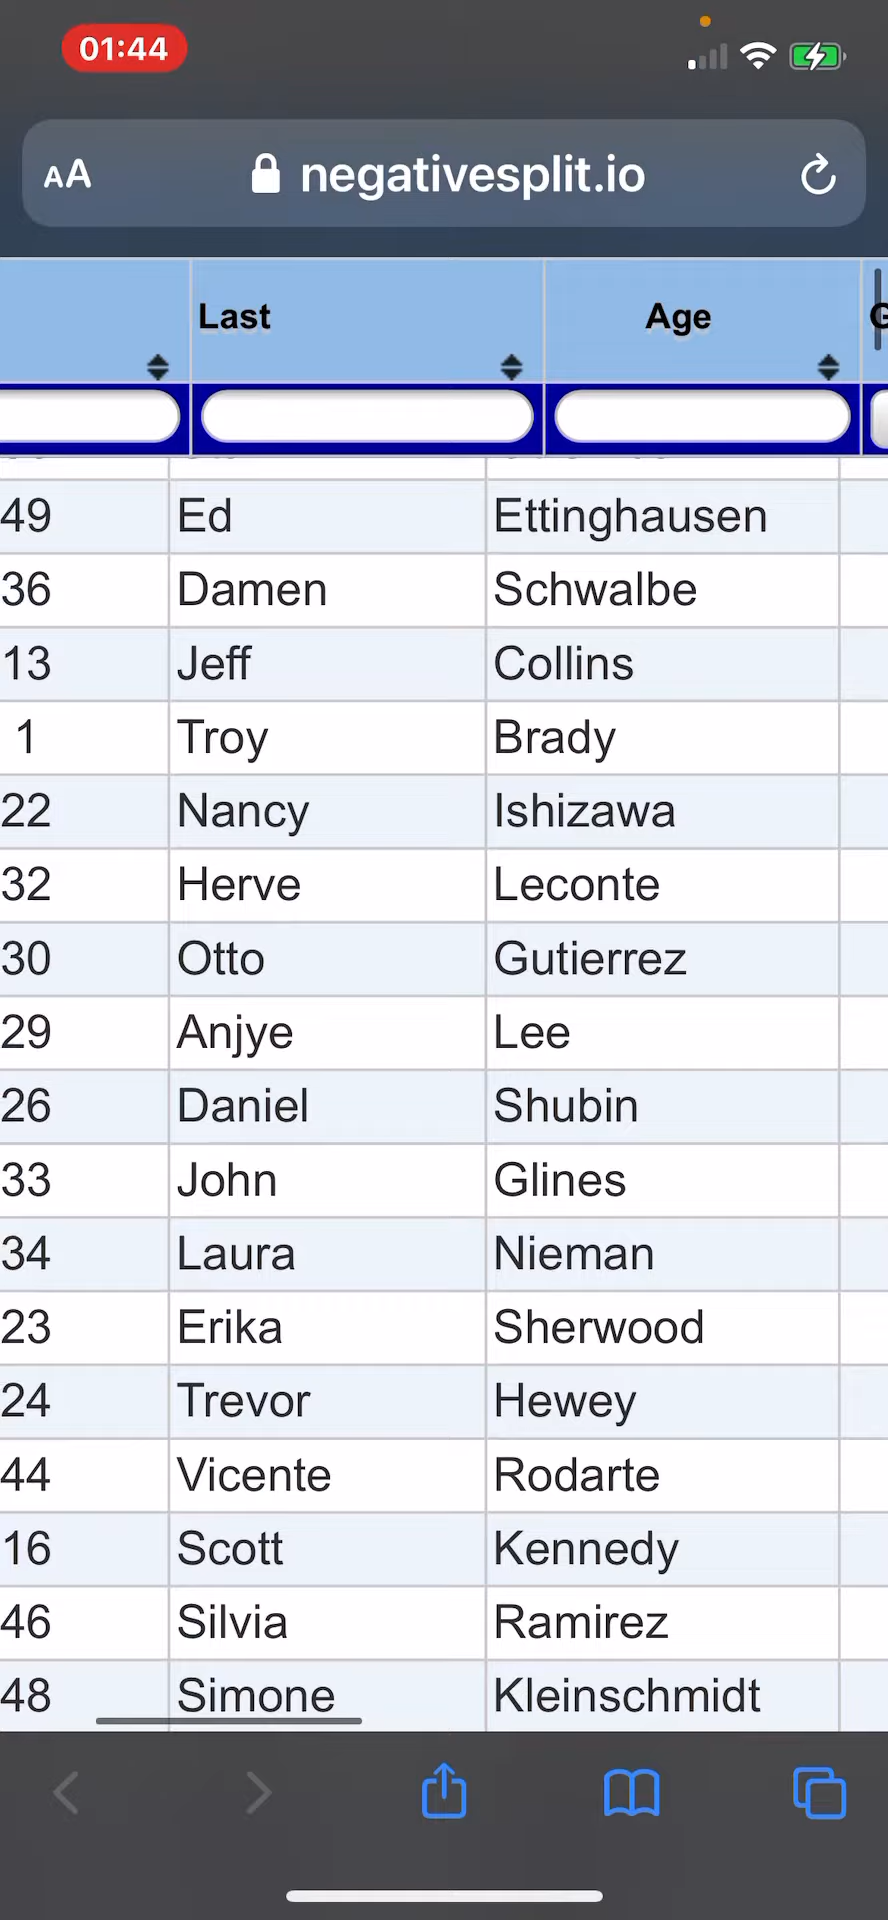 01:44
AA negativesplit.io
Last Age
49 Ed Ettinghausen
36 Damen Schwalbe
13 Jeff Collins
1 Troy Brady
22 Nancy Ishizawa
32 Herve Leconte
30 Otto Gutierrez
29 Anjye Lee
26 Daniel Shubin
33 John Glines
34 Laura Nieman
23 Erika Sherwood
24 Trevor Hewey
44 Vicente Rodarte
16 Scott Kennedy
46 Silvia Ramirez
48 Simone Kleinschmidt